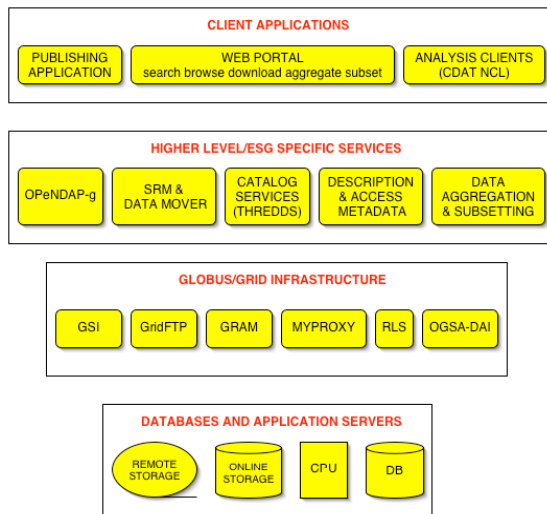 CLIENT APPLICATIONS
PUBLISHING
APPLICATION
WEB PORTAL
search browse download aggregate subset
ANALYSIS CLIENTS
(CDAT NCL)
HIGHER LEVEL/ESG SPECIFIC SERVICES
OPeNDAP-g
SRM &
DATA MOVER
CATALOG
SERVICES
(THREDDS)
DESCRIPTION
& ACCESS
METADATA
DATA
AGGREGATION
& SUBSETTING
GLOBUS/GRID INFRASTRUCTURE
GSI
GridFTP
GRAM
MYPROXY
RLS
OGSA-DAI
DATABASES AND APPLICATION SERVERS
REMOTE
STORAGE
ONLINE
STORAGE
CPU
DB